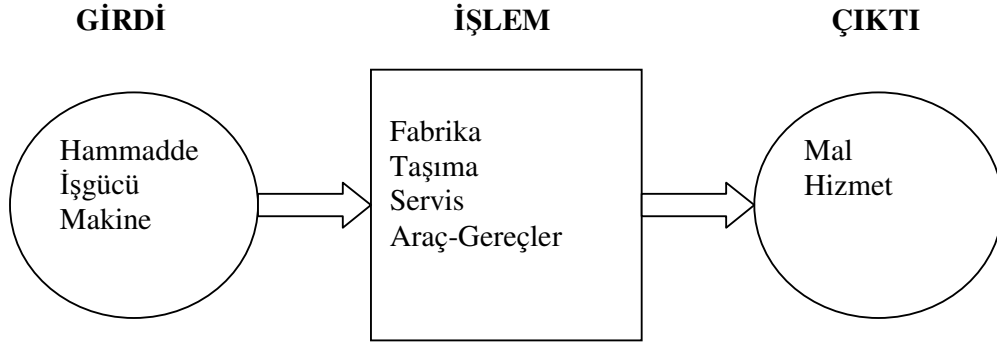 GİRDİ
İŞLEM
ÇIKTI
Hammadde
İşgücü
Makine
Fabrika
Taşıma
Servis
Araç-Gereçler
Mal
Hizmet